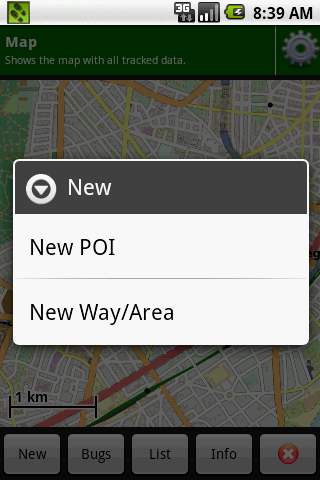 3G 8:39 AM
Map
Shows the map with all tracked data.
New
New POI
New Way/Area
1 km
New Bugs List Info